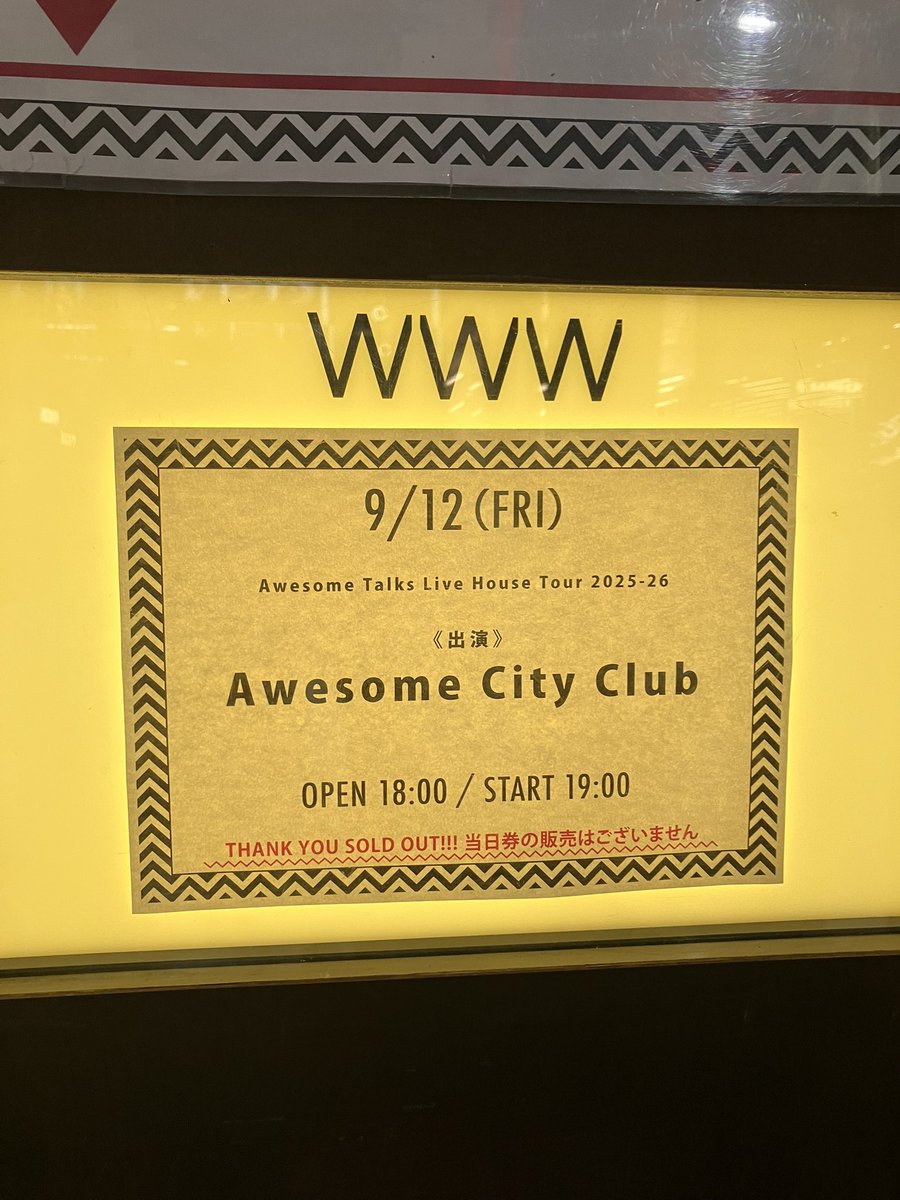 WWW
9/12(FRI)
Awesome Talks Live House Tour 2025-26
《出演》
Awesome City Club
OPEN 18:00 / START 19:00
THANK YOU SOLD OUT!!! 当日券の販売はございません